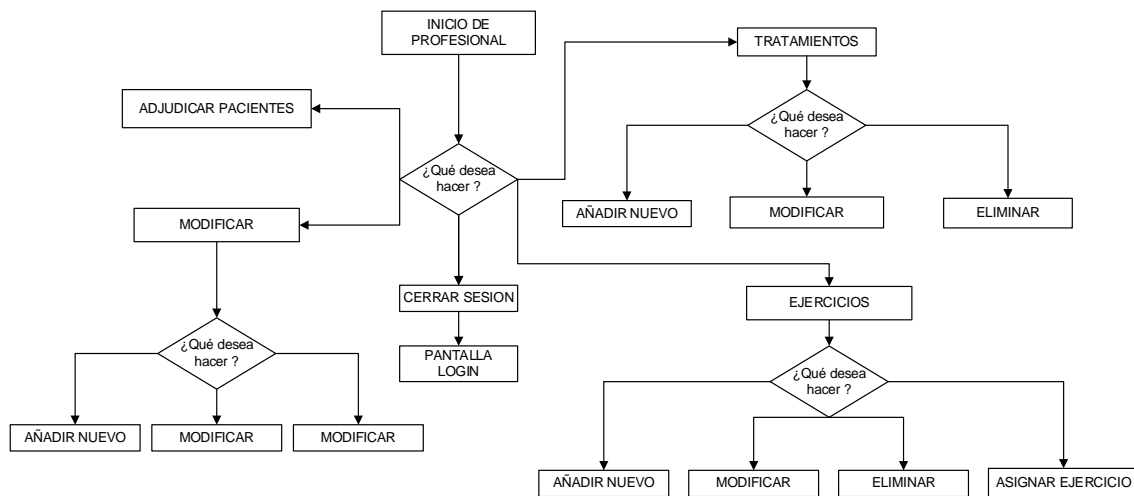 INICIO DE
PROFESIONAL
TRATAMIENTOS
ADJUDICAR PACIENTES
¿Qué desea
hacer ?
¿Qué desea
hacer ?
AÑADIR NUEVO
MODIFICAR
ELIMINAR
MODIFICAR
CERRAR SESION
EJERCICIOS
¿Qué desea
hacer ?
PANTALLA
LOGIN
¿Qué desea
hacer ?
AÑADIR NUEVO
MODIFICAR
MODIFICAR
AÑADIR NUEVO
MODIFICAR
ELIMINAR
ASIGNAR EJERCICIO